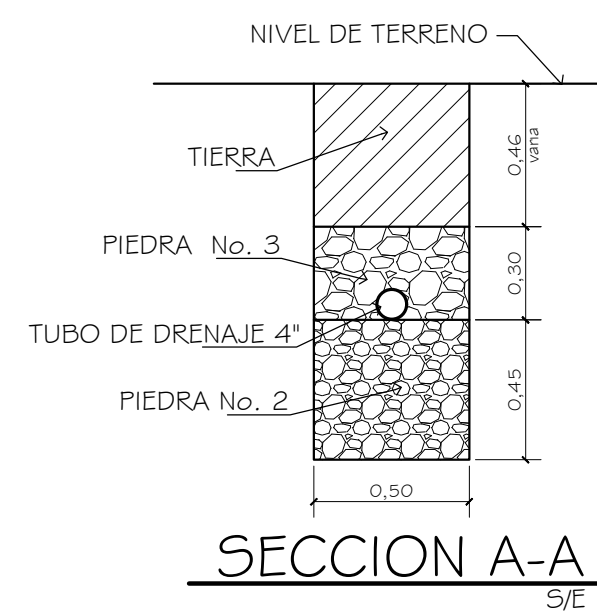 NIVEL DE TERRENO
0,46
varia
TIERRA
PIEDRA No. 3
0,30
TUBO DE DRENAJE 4"
PIEDRA No. 2
0,45
0,50
SECCION A-A
S/E